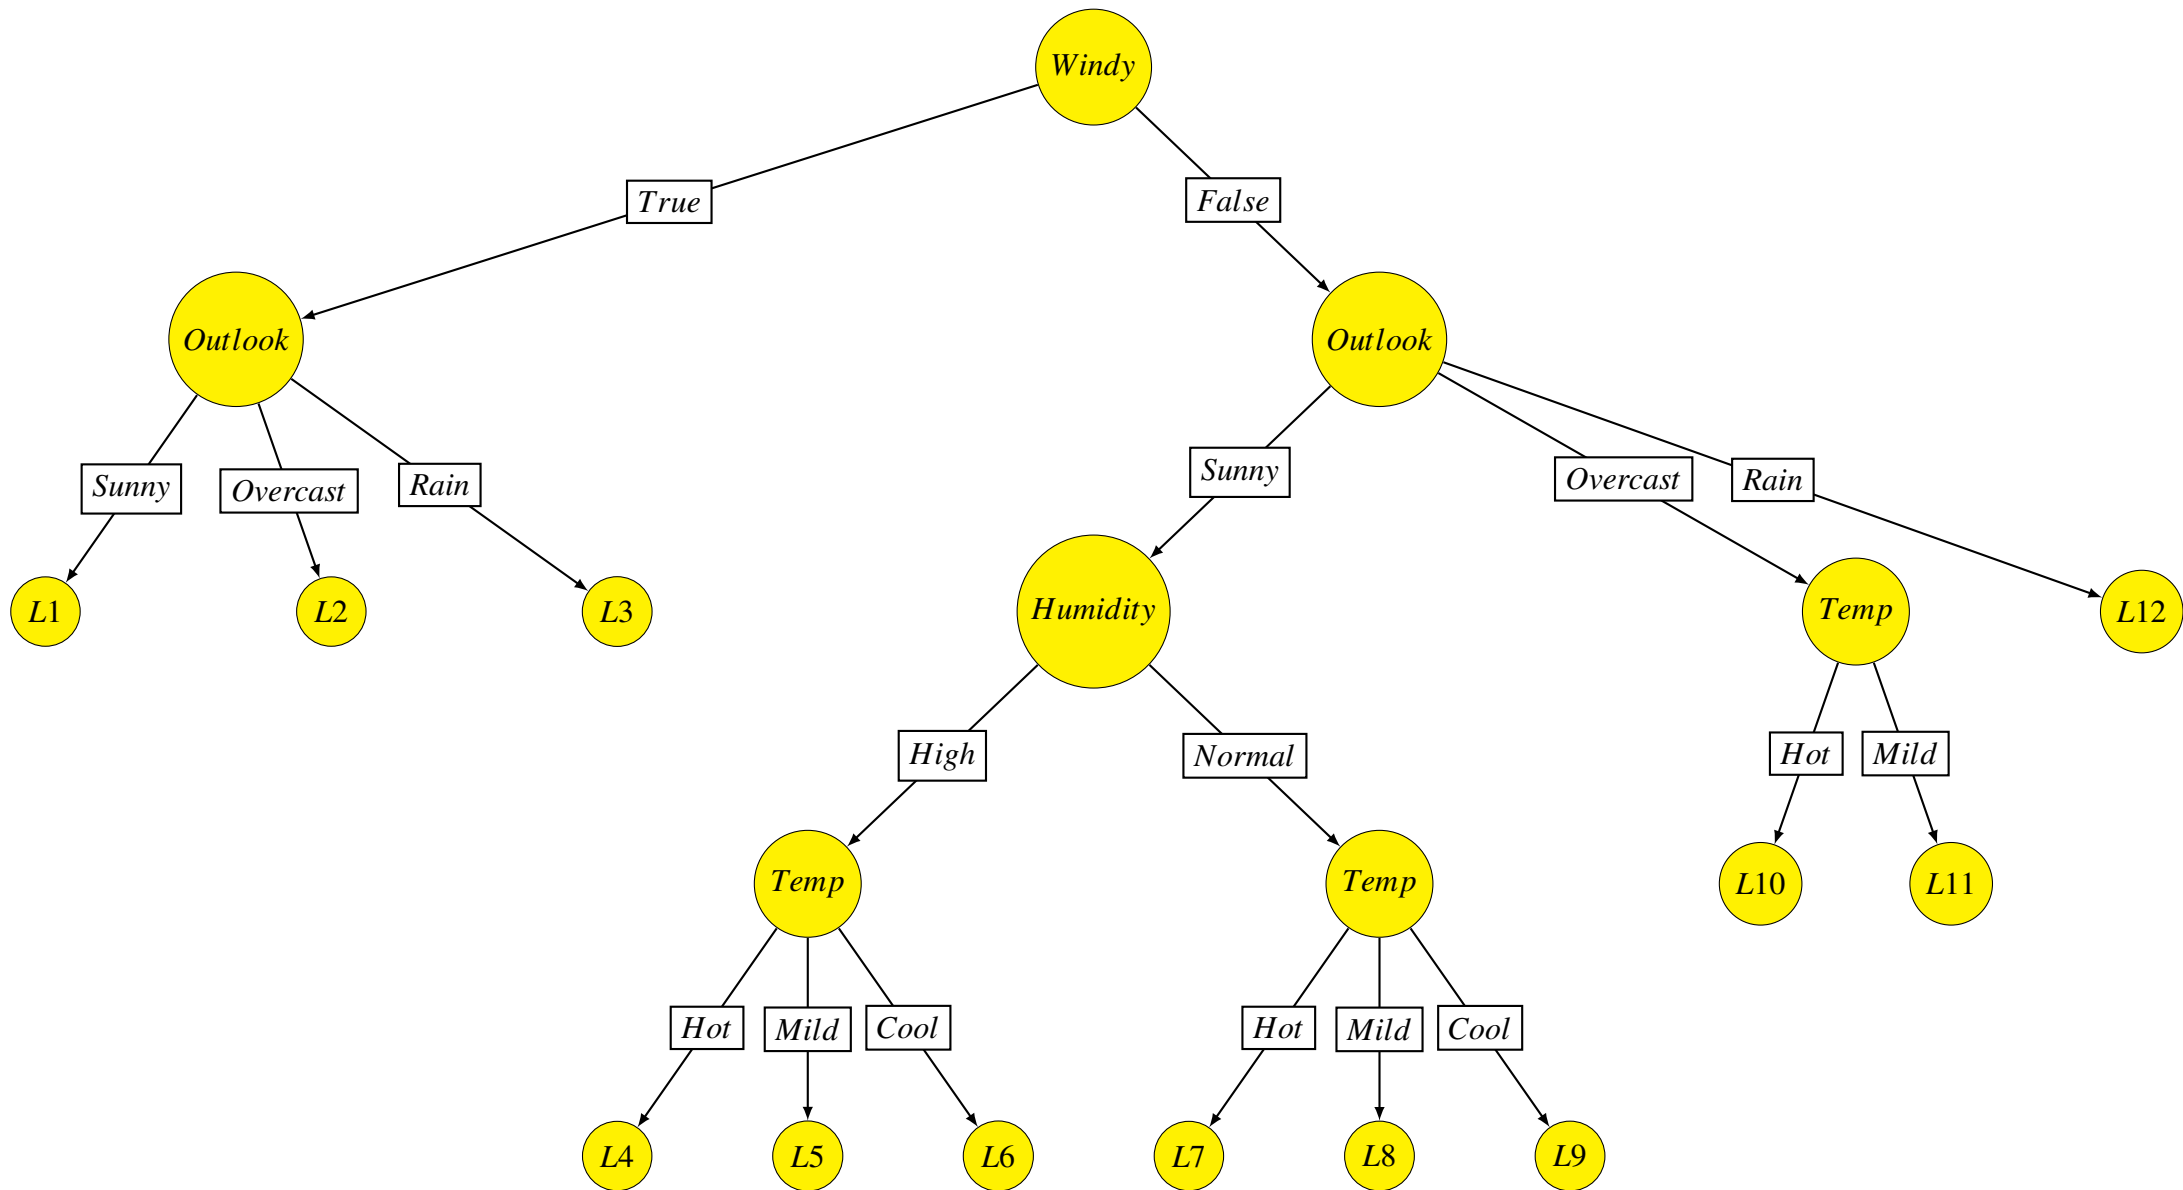 Windy
True
False
Outlook
Outlook
Sunny
Overcast
Rain
Sunny
Overcast
Rain
L1
L2
L3
Humidity
Temp
L12
High
Normal
Hot
Mild
Temp
Temp
L10
L11
Hot
Mild
Cool
Hot
Mild
Cool
L4
L5
L6
L7
L8
L9